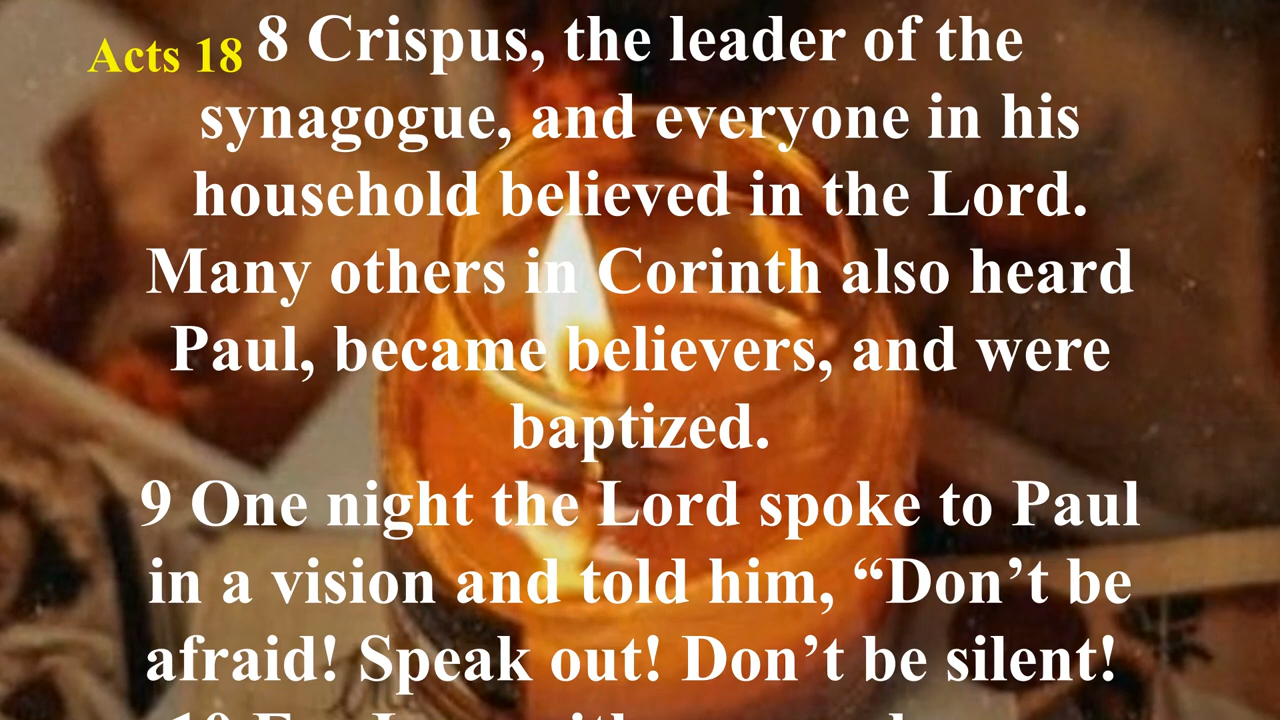 Acts 18
8 Crispus, the leader of the
synagogue, and everyone in his
household believed in the Lord.
Many others in Corinth also heard
Paul, became believers, and were
baptized.
9 One night the Lord spoke to Paul
in a vision and told him, “Don’t be
afraid! Speak out! Don’t be silent!